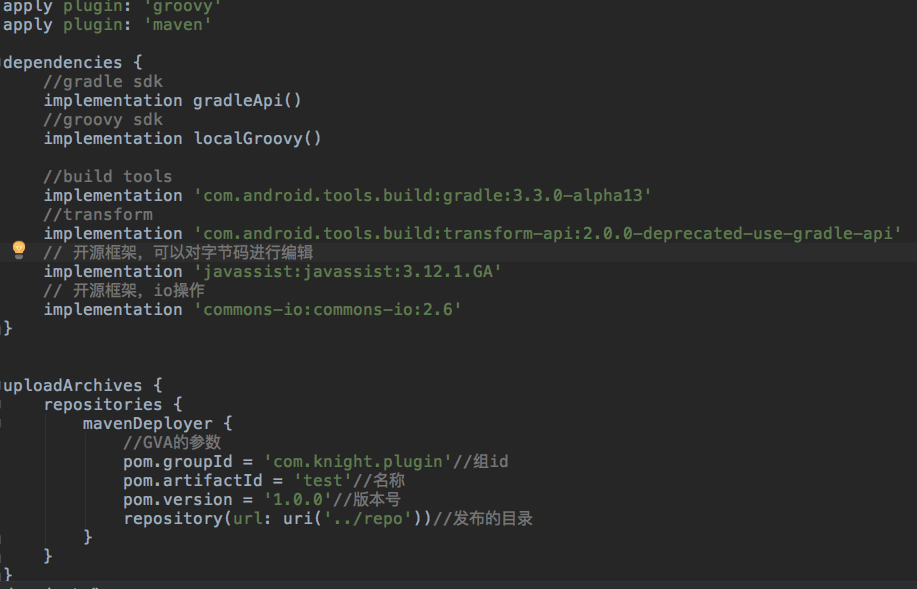 apply plugin: 'groovy'
apply plugin: 'maven'
dependencies {
//gradle sdk
implementation gradleApi()
//groovy sdk
implementation localGroovy()
//build tools
implementation 'com.android.tools.build:gradle:3.3.0-alpha13'
//transform
implementation 'com.android.tools.build:transform-api:2.0.0-deprecated-use-gradle-api'
// 开源框架，可以对字节码进行编辑
implementation 'javassist:javassist:3.12.1.GA'
// 开源框架，io操作
implementation 'commons-io:commons-io:2.6'
}
uploadArchives {
repositories {
mavenDeployer {
//GVA的参数
pom.groupId = 'com.knight.plugin'//组id
pom.artifactId = 'test'//名称
pom.version = '1.0.0'//版本号
repository(url: uri('../repo'))//发布的目录
}
}
}